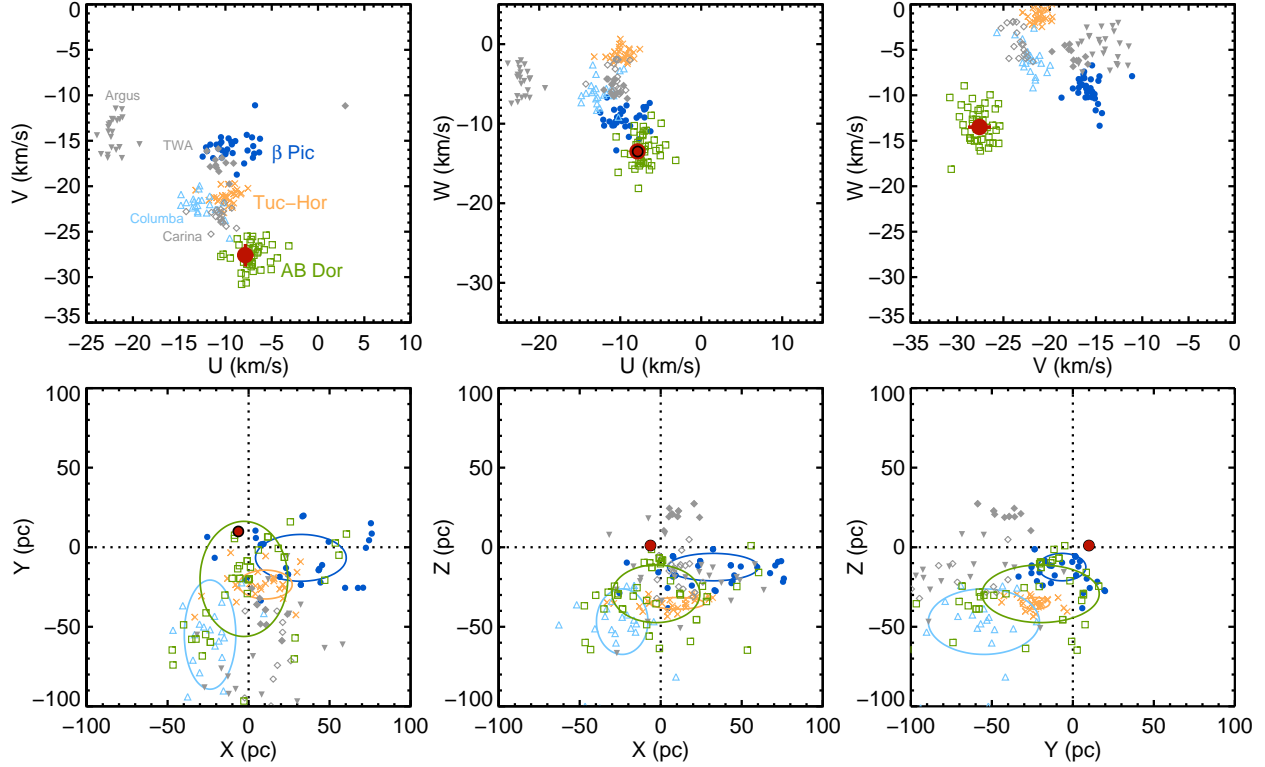 0
−5
−10
−15
−20
−25
−30
−35
V (km/s)
Argus
TWA
β Pic
Tuc−Hor
Columba
Carina
AB Dor
−25 −20 −15 −10 −5 0 5 10
U (km/s)
0
−10
−20
−30
W (km/s)
−20 −10 0 10
U (km/s)
0
−5
−10
−15
−20
−25
−30
−35
W (km/s)
−35 −30 −25 −20 −15 −10 −5 0
V (km/s)
100
50
0
−50
−100
Y (pc)
−100 −50 0 50 100
X (pc)
100
50
0
−50
−100
Z (pc)
−100 −50 0 50 100
X (pc)
100
50
0
−50
−100
Z (pc)
−100 −50 0 50 100
Y (pc)